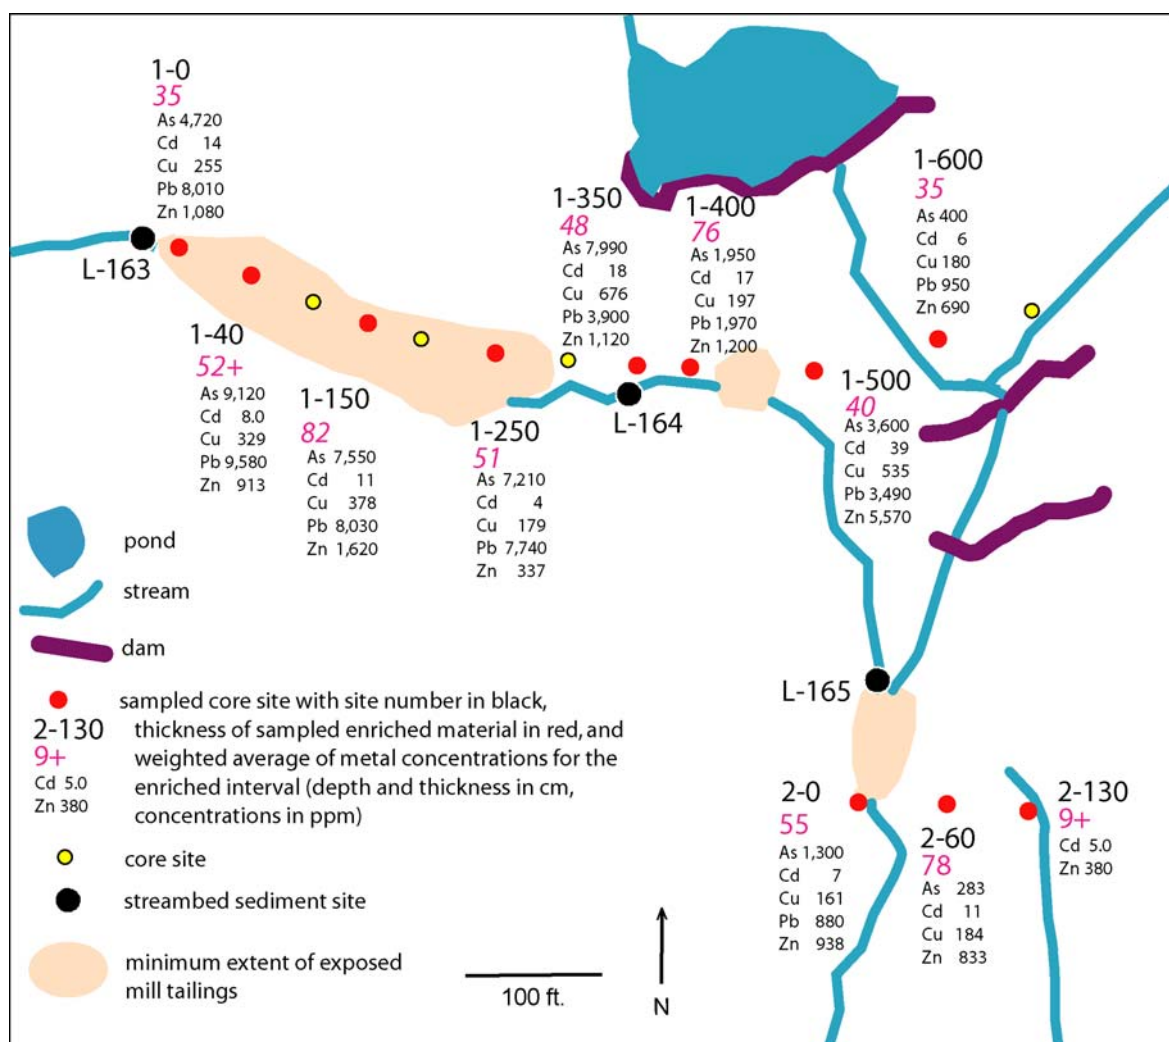 1-0
35
As 4,720
Cd 14
Cu 255
Pb 8,010
Zn 1,080
L-163
1-40
52+
As 9,120
Cd 8.0
Cu 329
Pb 9,580
Zn 913
1-150
82
As 7,550
Cd 11
Cu 378
Pb 8,030
Zn 1,620
1-250
51
As 7,210
Cd 4
Cu 179
Pb 7,740
Zn 337
1-350
48
As 7,990
Cd 18
Cu 676
Pb 3,900
Zn 1,120
L-164
1-400
76
As 1,950
Cd 17
Cu 197
Pb 1,970
Zn 1,200
1-500
40
As 3,600
Cd 39
Cu 535
Pb 3,490
Zn 5,570
1-600
35
As 400
Cd 6
Cu 180
Pb 950
Zn 690
L-165
2-0
55
As 1,300
Cd 7
Cu 161
Pb 880
Zn 938
2-60
78
As 283
Cd 11
Cu 184
Zn 833
2-130
9+
Cd 5.0
Zn 380
pond
stream
dam
sampled core site with site number in black,
thickness of sampled enriched material in red, and
weighted average of metal concentrations for the
enriched interval (depth and thickness in cm,
concentrations in ppm)
2-130
9+
Cd 5.0
Zn 380
core site
streambed sediment site
minimum extent of exposed
mill tailings
100 ft.
N